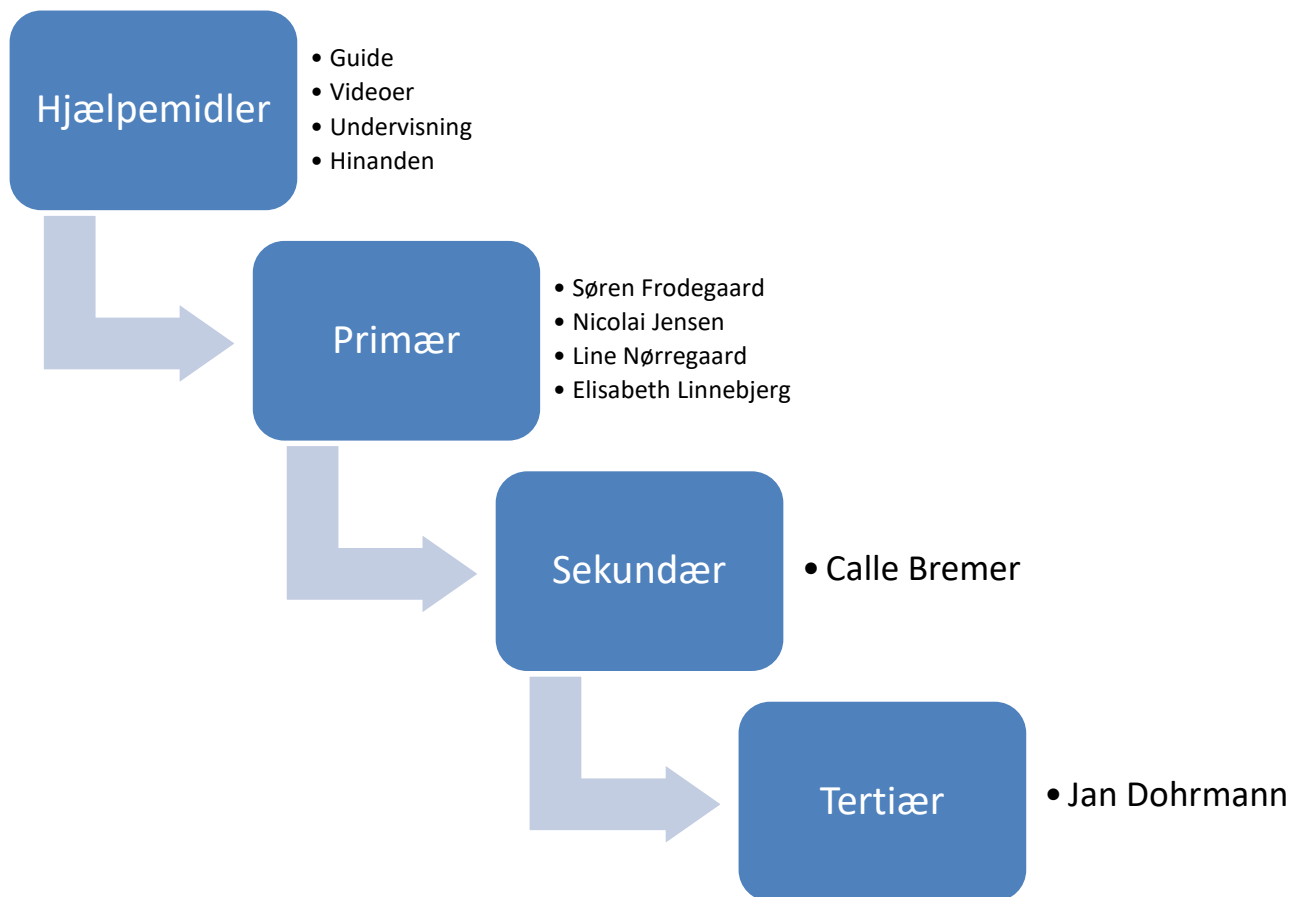 Hjælpemidler
• Guide
• Videoer
• Undervisning
• Hinanden
Primær
• Søren Frodegaard
• Nicolai Jensen
• Line Nørregaard
• Elisabeth Linnebjerg
Sekundær
• Calle Bremer
Tertiær
• Jan Dohrmann